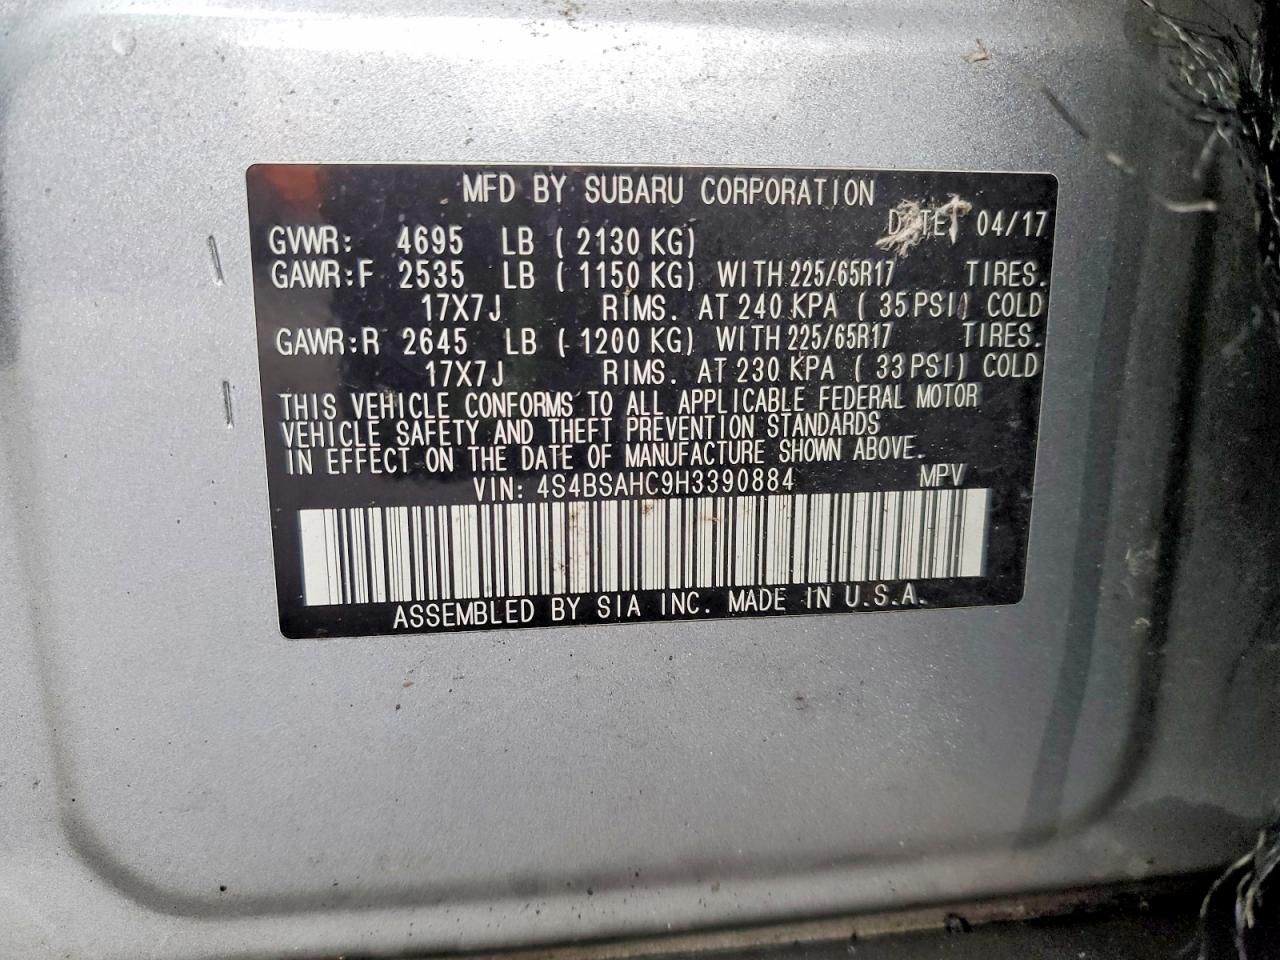 MFD BY SUBARU CORPORATION
DATE 04/17
GVWR: 4695 LB ( 2130 KG)
GAWR:F 2535 LB ( 1150 KG) WITH 225/65R17 TIRES.
17X7J RIMS. AT 240 KPA ( 35 PSI) COLD
GAWR:R 2645 LB ( 1200 KG) WITH 225/65R17 TIRES.
17X7J RIMS. AT 230 KPA ( 33 PSI) COLD
THIS VEHICLE CONFORMS TO ALL APPLICABLE FEDERAL MOTOR
VEHICLE SAFETY AND THEFT PREVENTION STANDARDS
IN EFFECT ON THE DATE OF MANUFACTURE SHOWN ABOVE.
VIN: 4S4BSAHC9H3390884 MPV
ASSEMBLED BY SIA INC. MADE IN U.S.A.